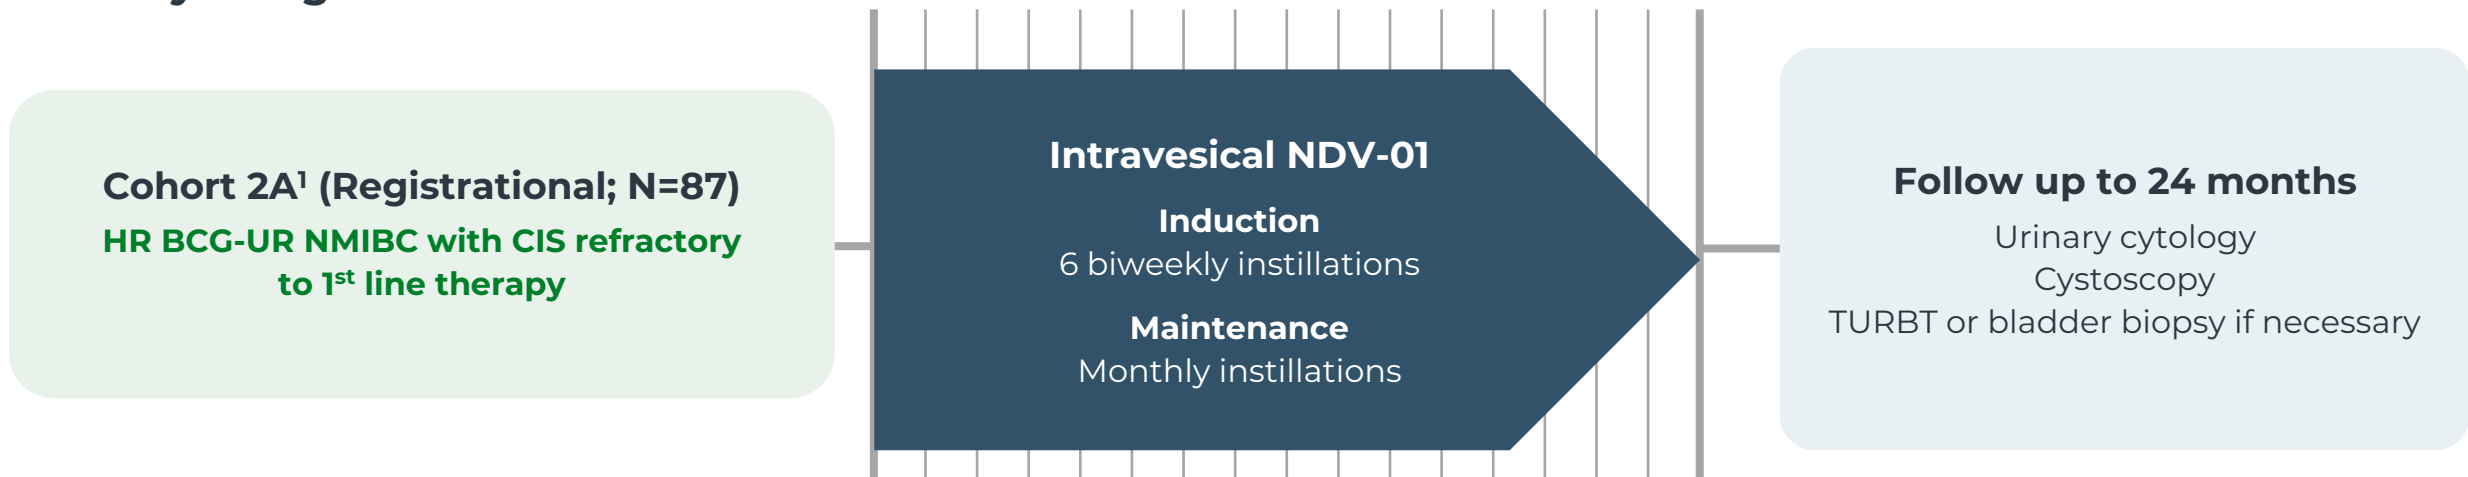 Cohort 2A¹ (Registrational; N=87)
HR BCG-UR NMIBC with CIS refractory
to 1ˢᵗ line therapy
Intravesical NDV-01
Induction
6 biweekly instillations
Maintenance
Monthly instillations
Follow up to 24 months
Urinary cytology
Cystoscopy
TURBT or bladder biopsy if necessary